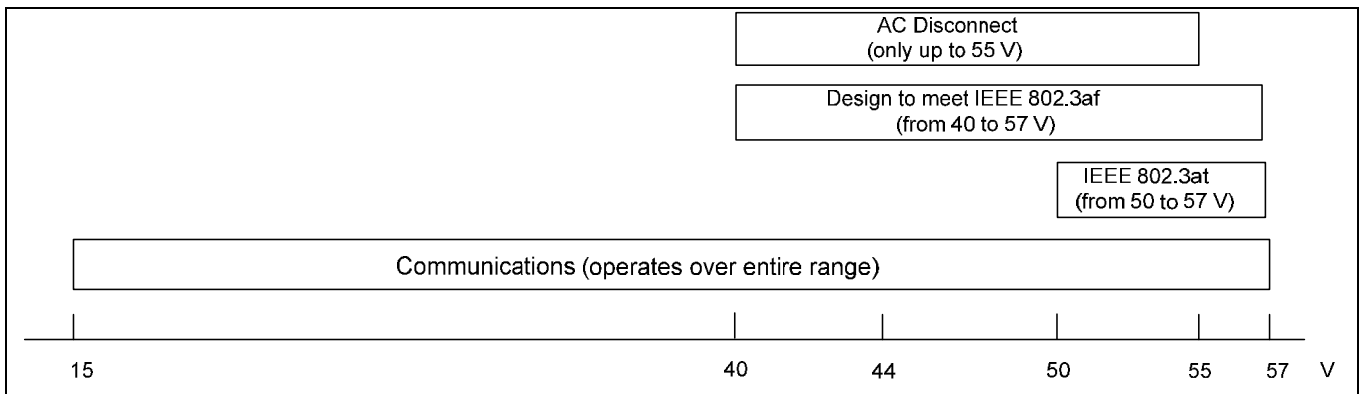 AC Disconnect
(only up to 55 V)
Design to meet IEEE 802.3af
(from 40 to 57 V)
IEEE 802.3at
(from 50 to 57 V)
Communications (operates over entire range)
15 40 44 50 55 57 V